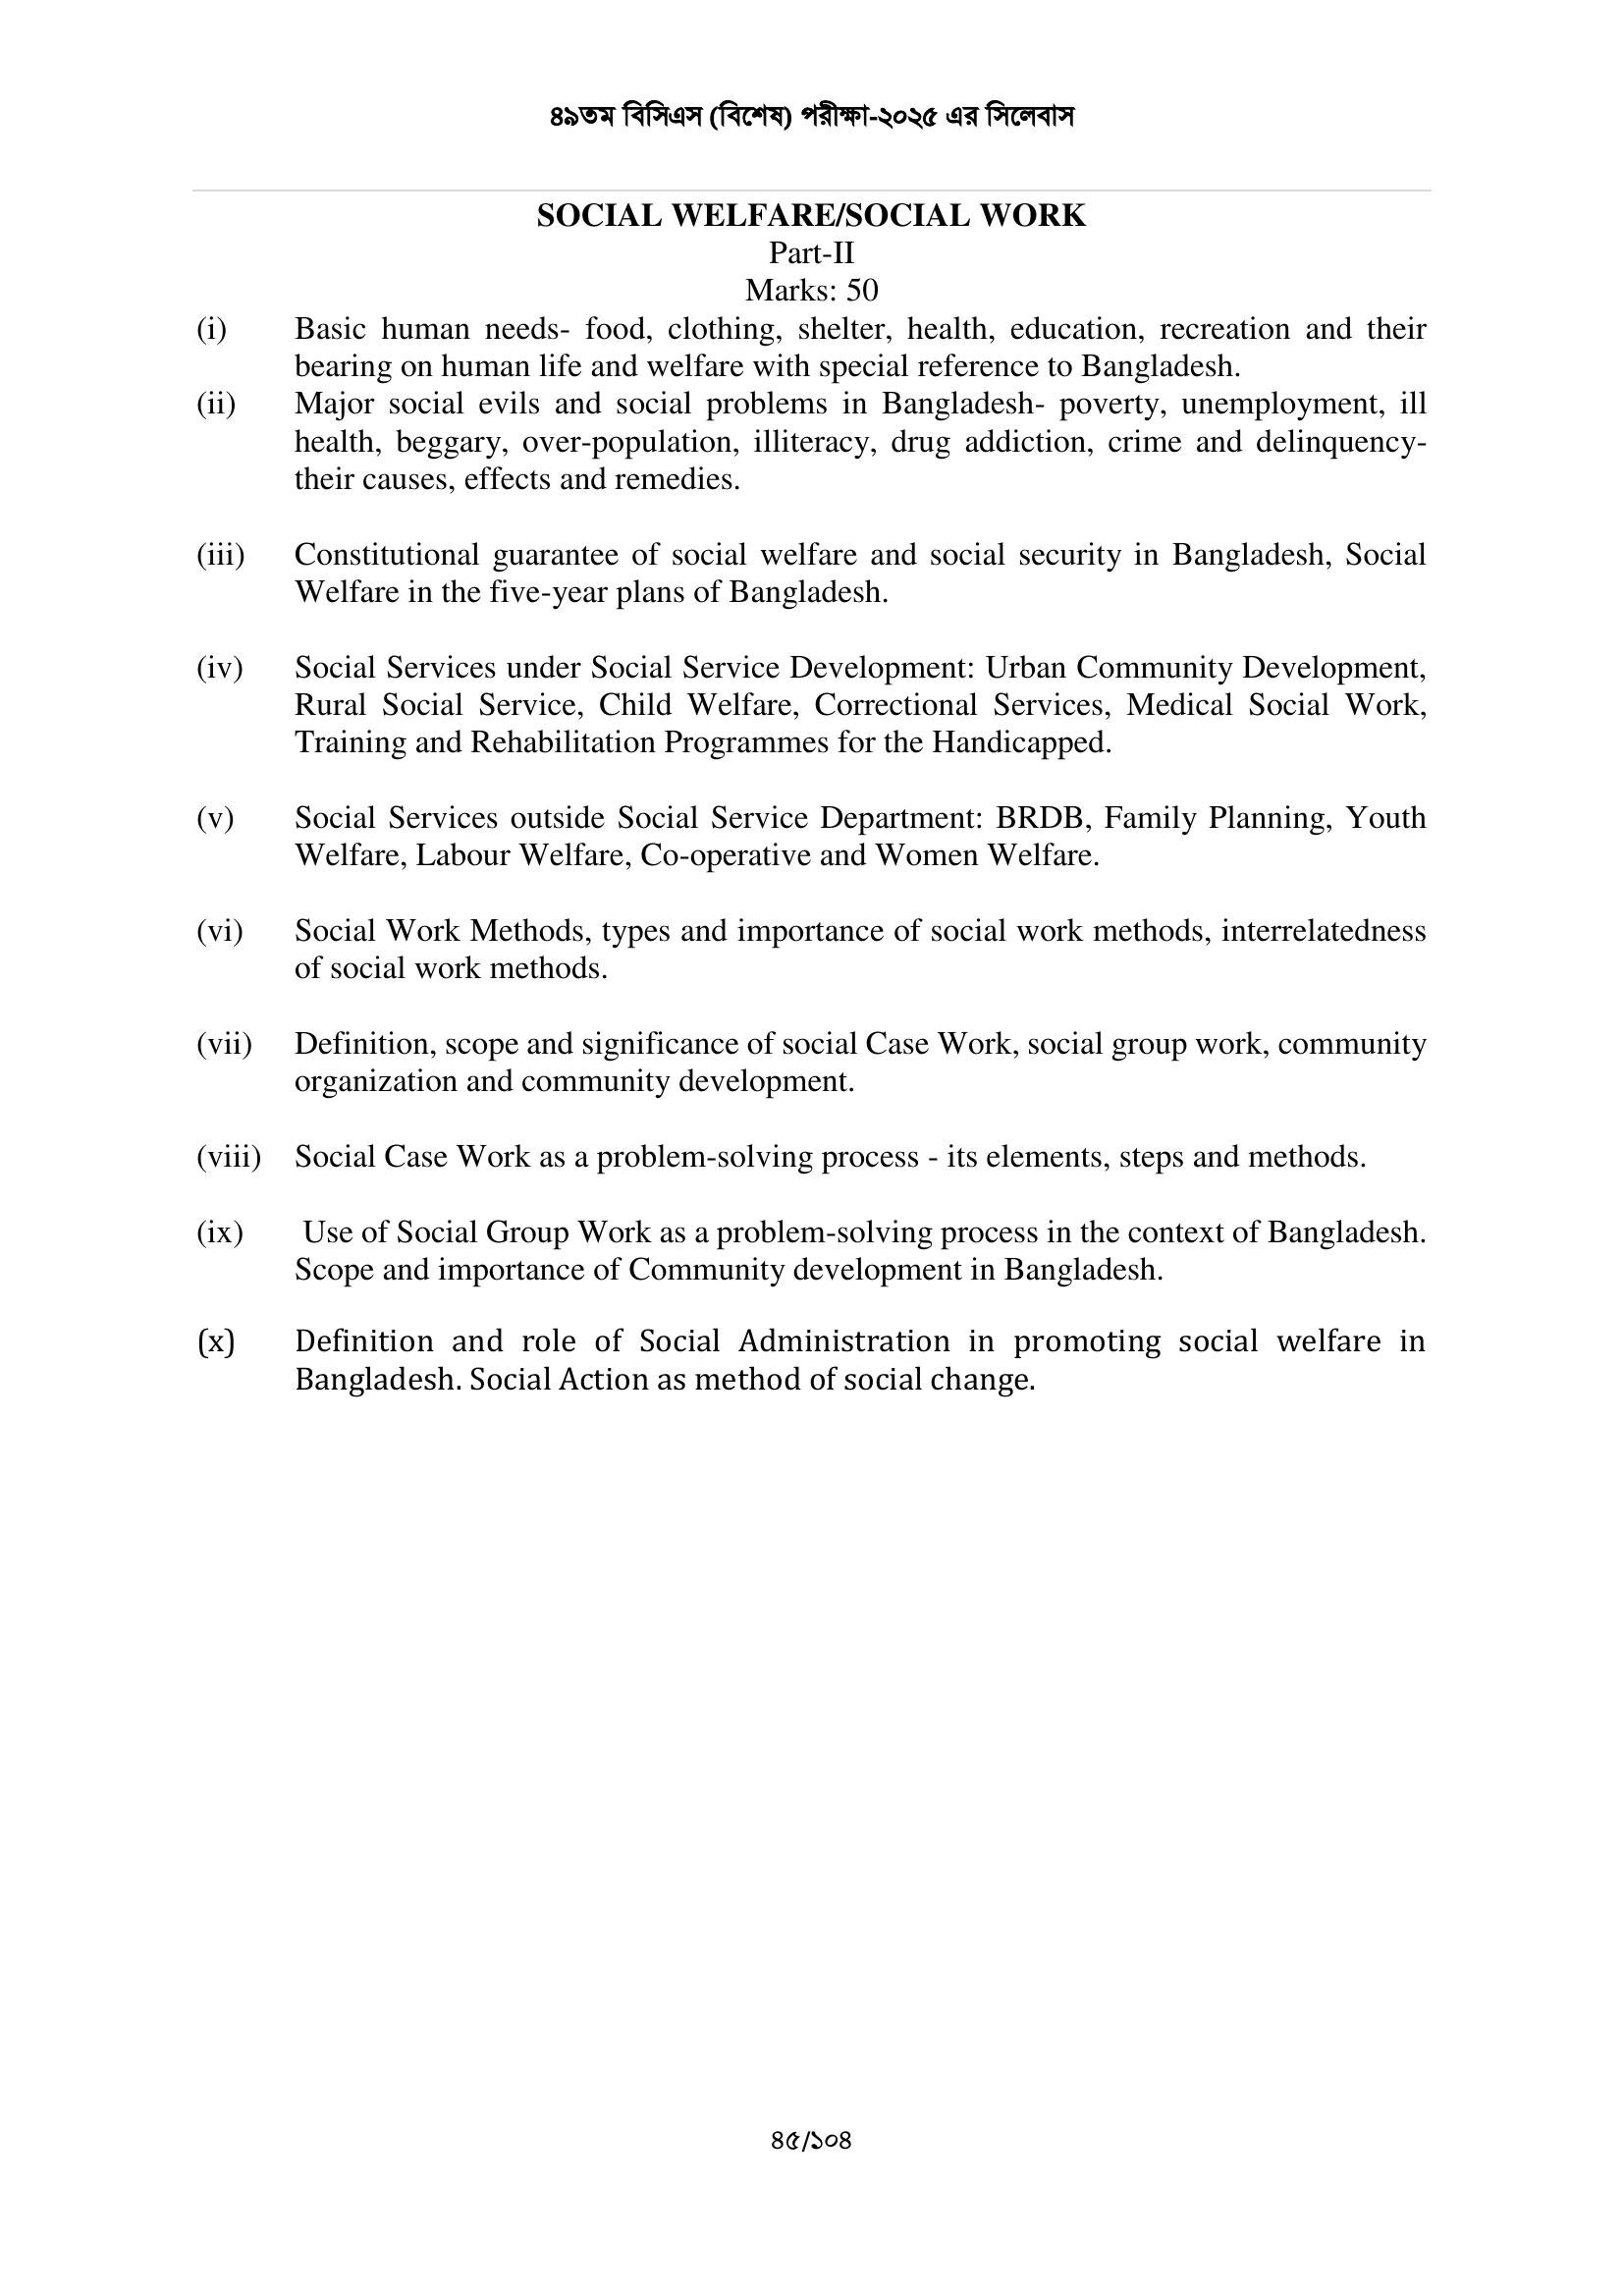 ৪৯তম বিসিএস (বিশেষ) পরীক্ষা-২০২৫ এর সিলেবাস
SOCIAL WELFARE/SOCIAL WORK
Part-II
Marks: 50
(i) Basic human needs- food, clothing, shelter, health, education, recreation and their
bearing on human life and welfare with special reference to Bangladesh.
(ii) Major social evils and social problems in Bangladesh- poverty, unemployment, ill
health, beggary, over-population, illiteracy, drug addiction, crime and delinquency-
their causes, effects and remedies.
(iii) Constitutional guarantee of social welfare and social security in Bangladesh, Social
Welfare in the five-year plans of Bangladesh.
(iv) Social Services under Social Service Development: Urban Community Development,
Rural Social Service, Child Welfare, Correctional Services, Medical Social Work,
Training and Rehabilitation Programmes for the Handicapped.
(v) Social Services outside Social Service Department: BRDB, Family Planning, Youth
Welfare, Labour Welfare, Co-operative and Women Welfare.
(vi) Social Work Methods, types and importance of social work methods, interrelatedness
of social work methods.
(vii) Definition, scope and significance of social Case Work, social group work, community
organization and community development.
(viii) Social Case Work as a problem-solving process - its elements, steps and methods.
(ix) Use of Social Group Work as a problem-solving process in the context of Bangladesh.
Scope and importance of Community development in Bangladesh.
(x) Definition and role of Social Administration in promoting social welfare in
Bangladesh. Social Action as method of social change.
৪৫/১০৪